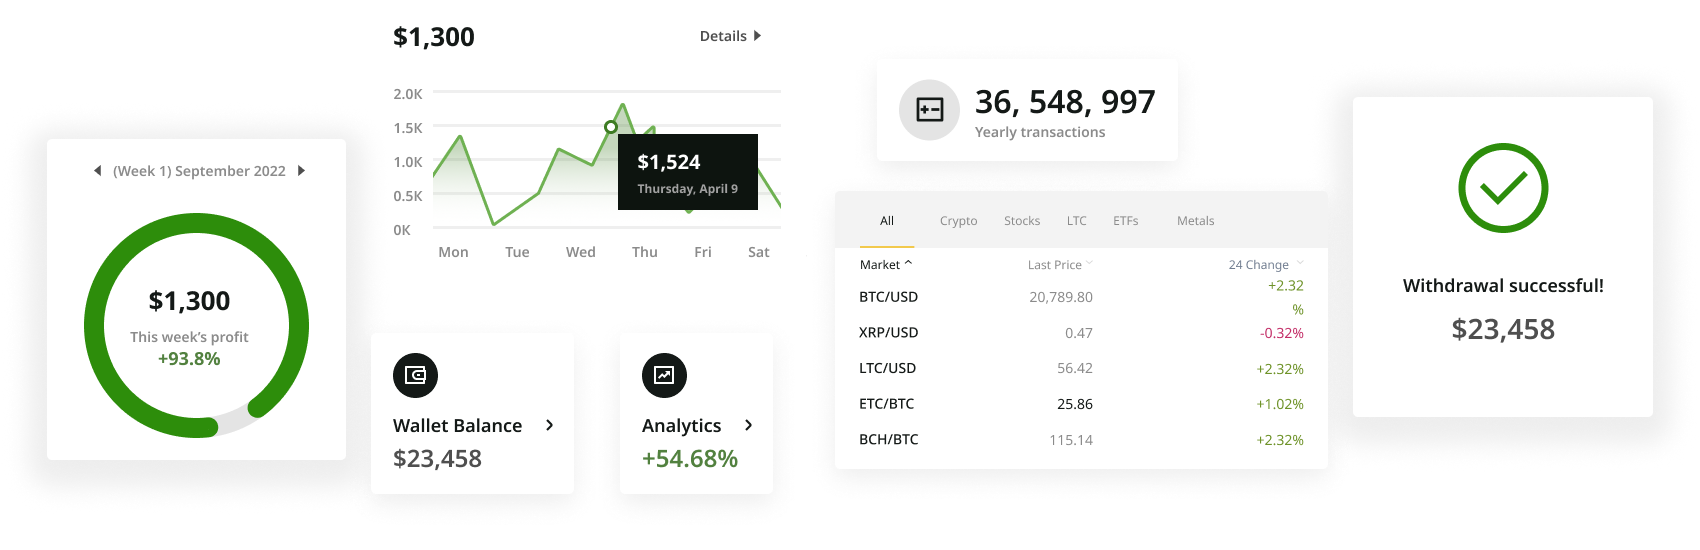 (Week 1) September 2022
$1,300
This week's profit
+93.8%
$1,300
Details
2.0K
1.5K
1.0K
0.5K
0K
$1,524
Thursday, April 9
Mon Tue Wed Thu Fri Sat
Wallet Balance
$23,458
Analytics
+54.68%
36, 548, 997
Yearly transactions
All Crypto Stocks LTC ETFs Metals
Market Last Price 24 Change
BTC/USD 20,789.80 +2.32
%
XRP/USD 0.47 -0.32%
LTC/USD 56.42 +2.32%
ETC/BTC 25.86 +1.02%
BCH/BTC 115.14 +2.32%
Withdrawal successful!
$23,458